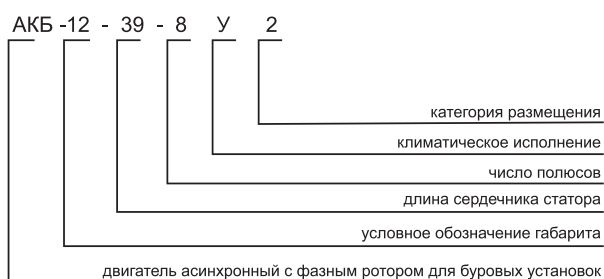 АКБ -12 - 39 - 8 У 2
категория размещения
климатическое исполнение
число полюсов
длина сердечника статора
условное обозначение габарита
двигатель асинхронный с фазным ротором для буровых установок